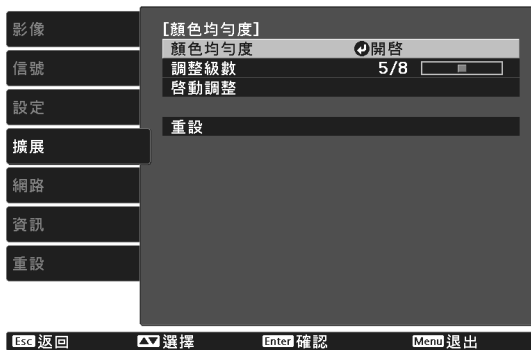 影像
信號
設定
擴展
網路
資訊
重設
[顏色均勻度]
顏色均勻度 開啓
調整級數 5/8
啓動調整
重設
Esc 返回 選擇 Enter 確認 Menu 退出